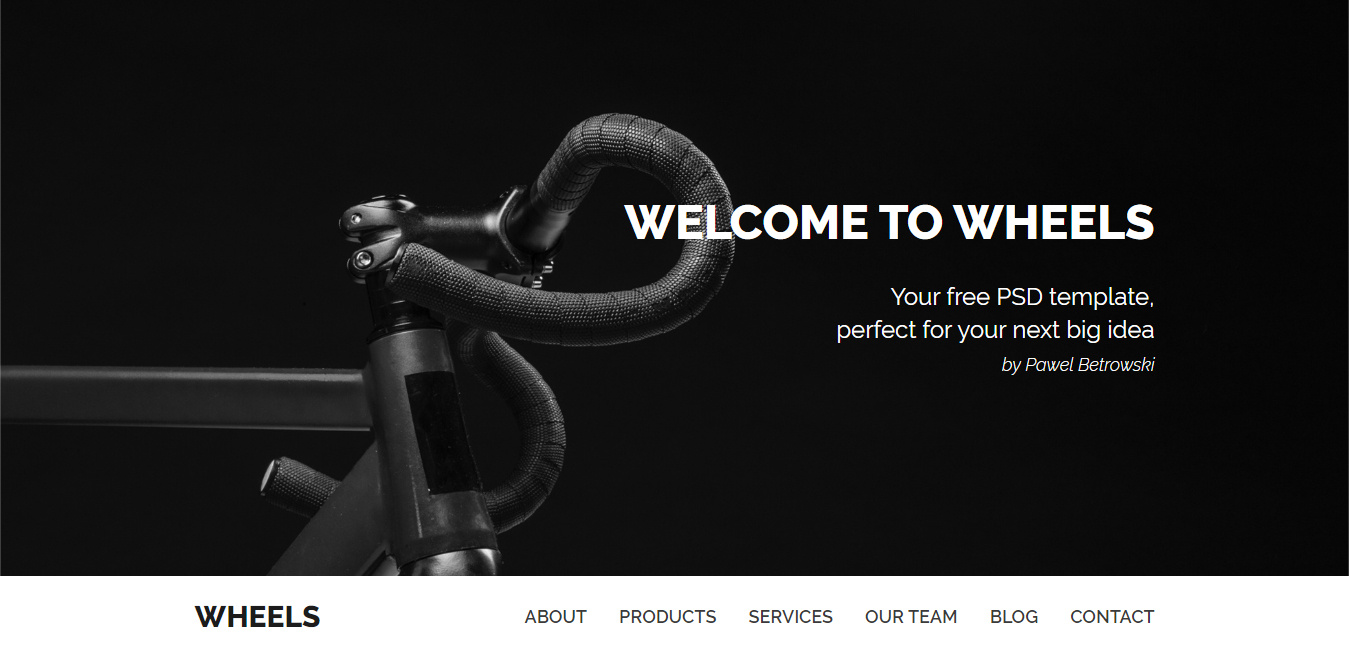 WELCOME TO WHEELS
Your free PSD template,
perfect for your next big idea
by Pawel Betrowski
WHEELS
ABOUT PRODUCTS SERVICES OUR TEAM BLOG CONTACT